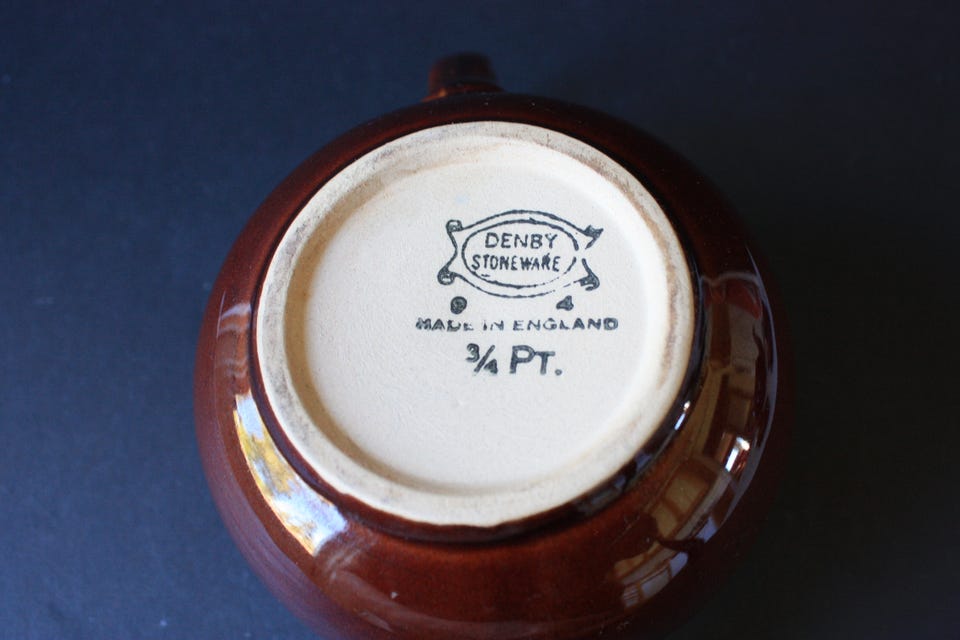 DENBY
STONEWARE
9 4
MADE IN ENGLAND
3/4 PT.